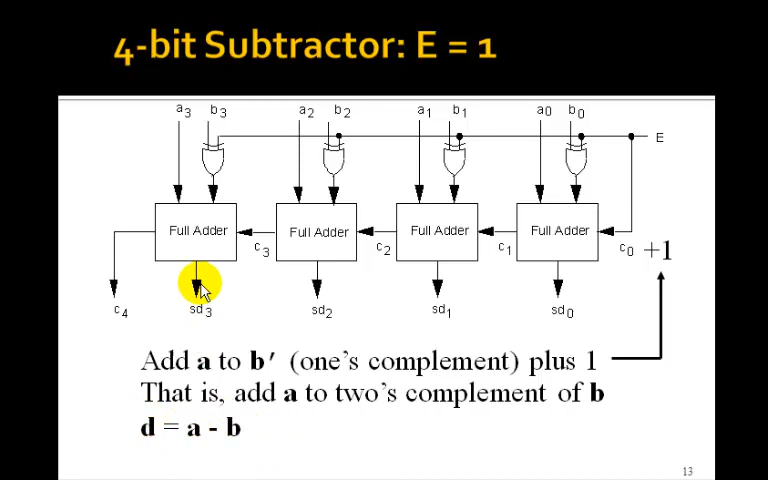 4-bit Subtractor: E = 1
a3 b3 a2 b2 a1 b1 a0 b0
E
Full Adder Full Adder Full Adder Full Adder
c3 c2 c1 c0 +1
c4 sd3 sd2 sd1 sd0
Add a to b′ (one's complement) plus 1
That is, add a to two's complement of b
d = a - b
13